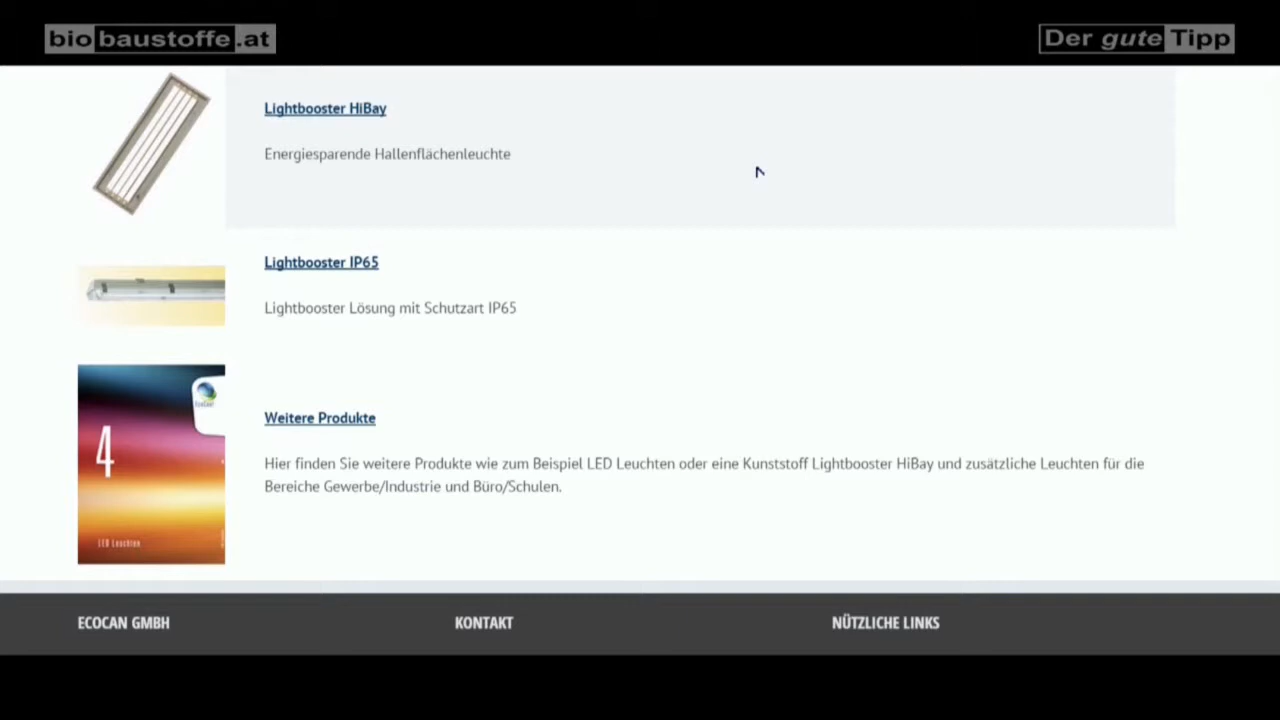 biobaustoffe.at
Der gute Tipp
Lightbooster HiBay
Energiesparende Hallenflächenleuchte
Lightbooster IP65
Lightbooster Lösung mit Schutzart IP65
4
LED Leuchten
Weitere Produkte
Hier finden Sie weitere Produkte wie zum Beispiel LED Leuchten oder eine Kunststoff Lightbooster HiBay und zusätzliche Leuchten für die
Bereiche Gewerbe/Industrie und Büro/Schulen.
ECOCAN GMBH
KONTAKT
NÜTZLICHE LINKS